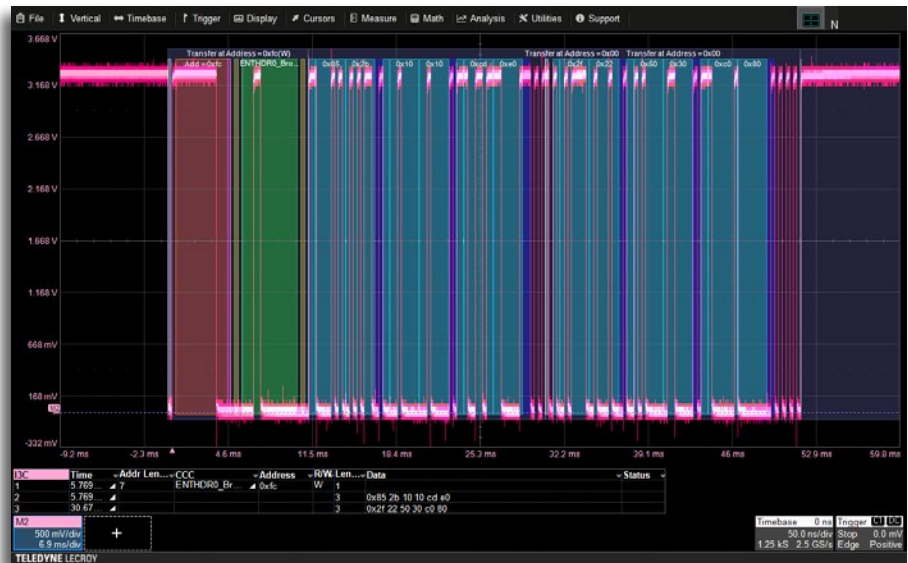 File Vertical Timebase Trigger Display Cursors Measure Math Analysis Utilities Support
N
3.668 V
Transfer at Address =0xfc(W) Transfer at Address =0x00 Transfer at Address =0x00
Add =0xfc ENTHDR0_Bro... 0x85 0x2b 0x10 0x10 0xcd 0xe0 0x2f 0x22 0x50 0x30 0xc0 0x80
3.168 V
2.668 V
2.168 V
1.668 V
1.168 V
668 mV
168 mV
M2
-332 mV
-9.2 ms -2.3 ms 4.6 ms 11.5 ms 18.4 ms 25.3 ms 32.2 ms 39.1 ms 46 ms 52.9 ms 59.8 ms
I3C Time Addr Len... CCC Address R/W Len... Data Status
1 5.769... 7 ENTHDR0_Br... 0xfc W 1
2 5.769... 3 0x85 2b 10 10 cd e0
3 30.67... 3 0x2f 22 50 30 c0 80
M2
500 mV/div
6.9 ms/div
+
Timebase 0 ns Trigger C1 DC
50.0 ns/div Stop 0.0 mV
1.25 kS 2.5 GS/s Edge Positive
TELEDYNE LECROY